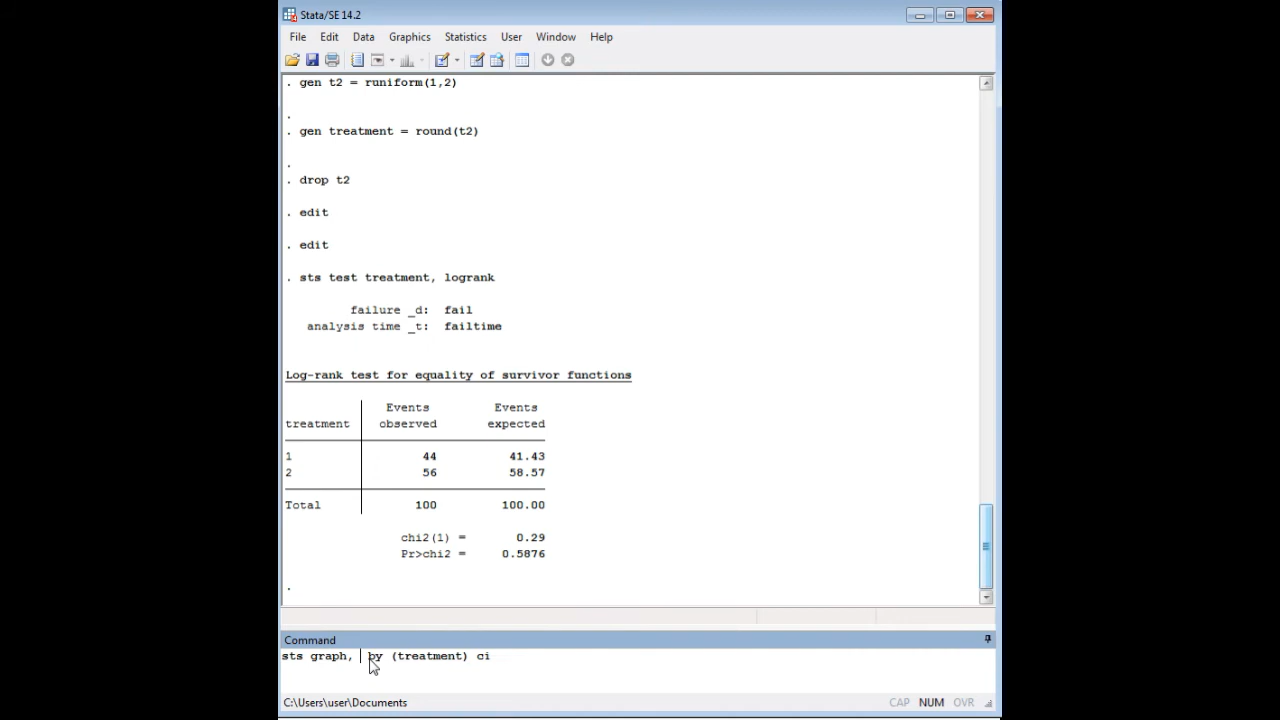 Stata/SE 14.2
File Edit Data Graphics Statistics User Window Help
. gen t2 = runiform(1,2)
.
. gen treatment = round(t2)
.
. drop t2
. edit
. edit
. sts test treatment, logrank
failure _d: fail
analysis time _t: failtime
Log-rank test for equality of survivor functions
Events Events
treatment observed expected
1 44 41.43
2 56 58.57
Total 100 100.00
chi2(1) = 0.29
Pr>chi2 = 0.5876
.
Command
sts graph, by (treatment) ci
C:\Users\user\Documents CAP NUM OVR